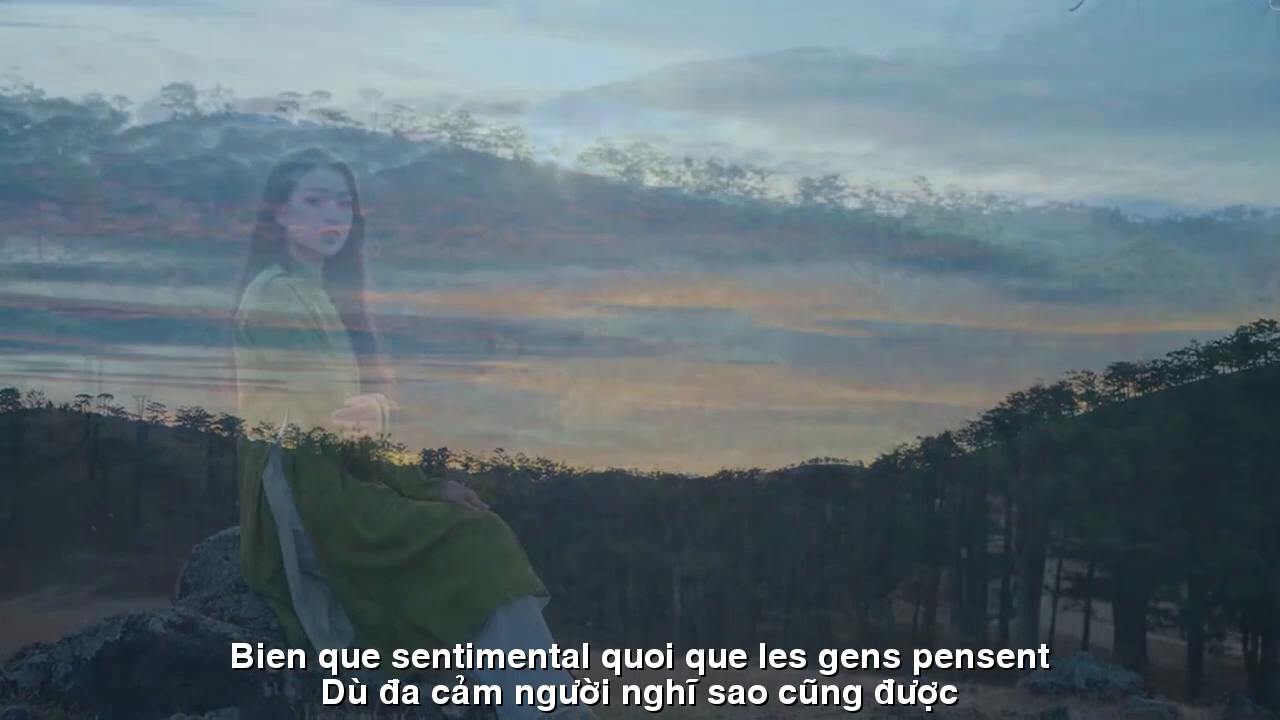 Bien que sentimental quoi que les gens pensent
Dù đa cảm người nghĩ sao cũng được